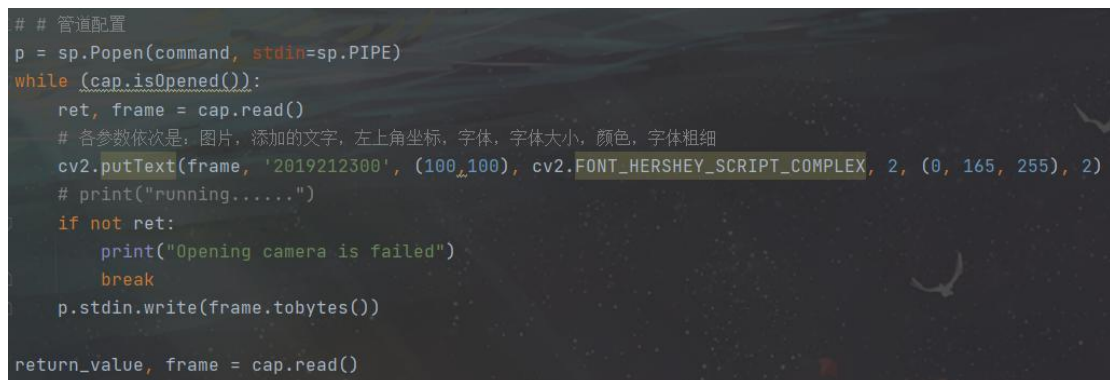 # # 管道配置
p = sp.Popen(command, stdin=sp.PIPE)
while (cap.isOpened()):
    ret, frame = cap.read()
    # 各参数依次是：图片，添加的文字，左上角坐标，字体，字体大小，颜色，字体粗细
    cv2.putText(frame, '2019212300', (100,100), cv2.FONT_HERSHEY_SCRIPT_COMPLEX, 2, (0, 165, 255), 2)
    # print("running......")
    if not ret:
        print("Opening camera is failed")
        break
    p.stdin.write(frame.tobytes())
return_value, frame = cap.read()